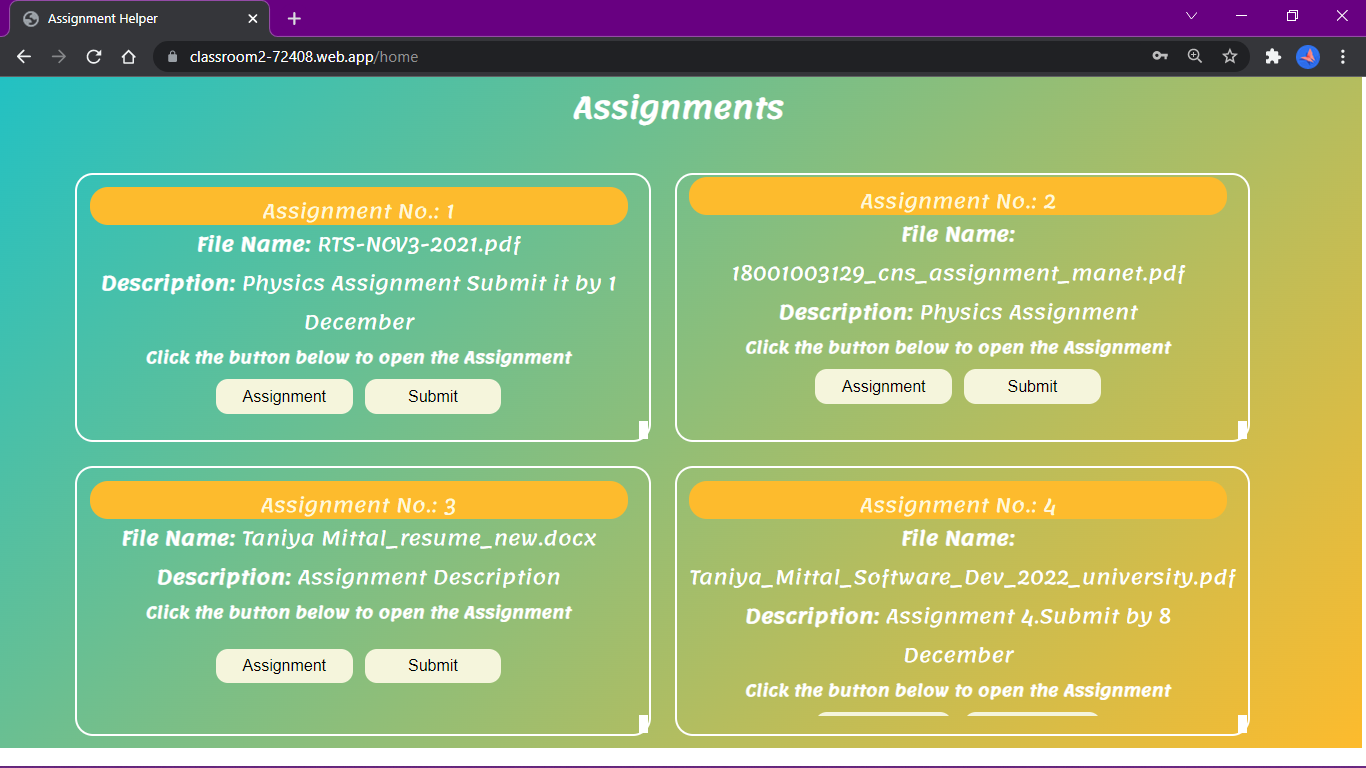 Assignment Helper
classroom2-72408.web.app/home
Assignments
Assignment No.: 1
File Name: RTS-NOV3-2021.pdf
Description: Physics Assignment Submit it by 1
December
Click the button below to open the Assignment
Assignment Submit
Assignment No.: 2
File Name:
18001003129_cns_assignment_manet.pdf
Description: Physics Assignment
Click the button below to open the Assignment
Assignment Submit
Assignment No.: 3
File Name: Taniya Mittal_resume_new.docx
Description: Assignment Description
Click the button below to open the Assignment
Assignment Submit
Assignment No.: 4
File Name:
Taniya_Mittal_Software_Dev_2022_university.pdf
Description: Assignment 4.Submit by 8
December
Click the button below to open the Assignment